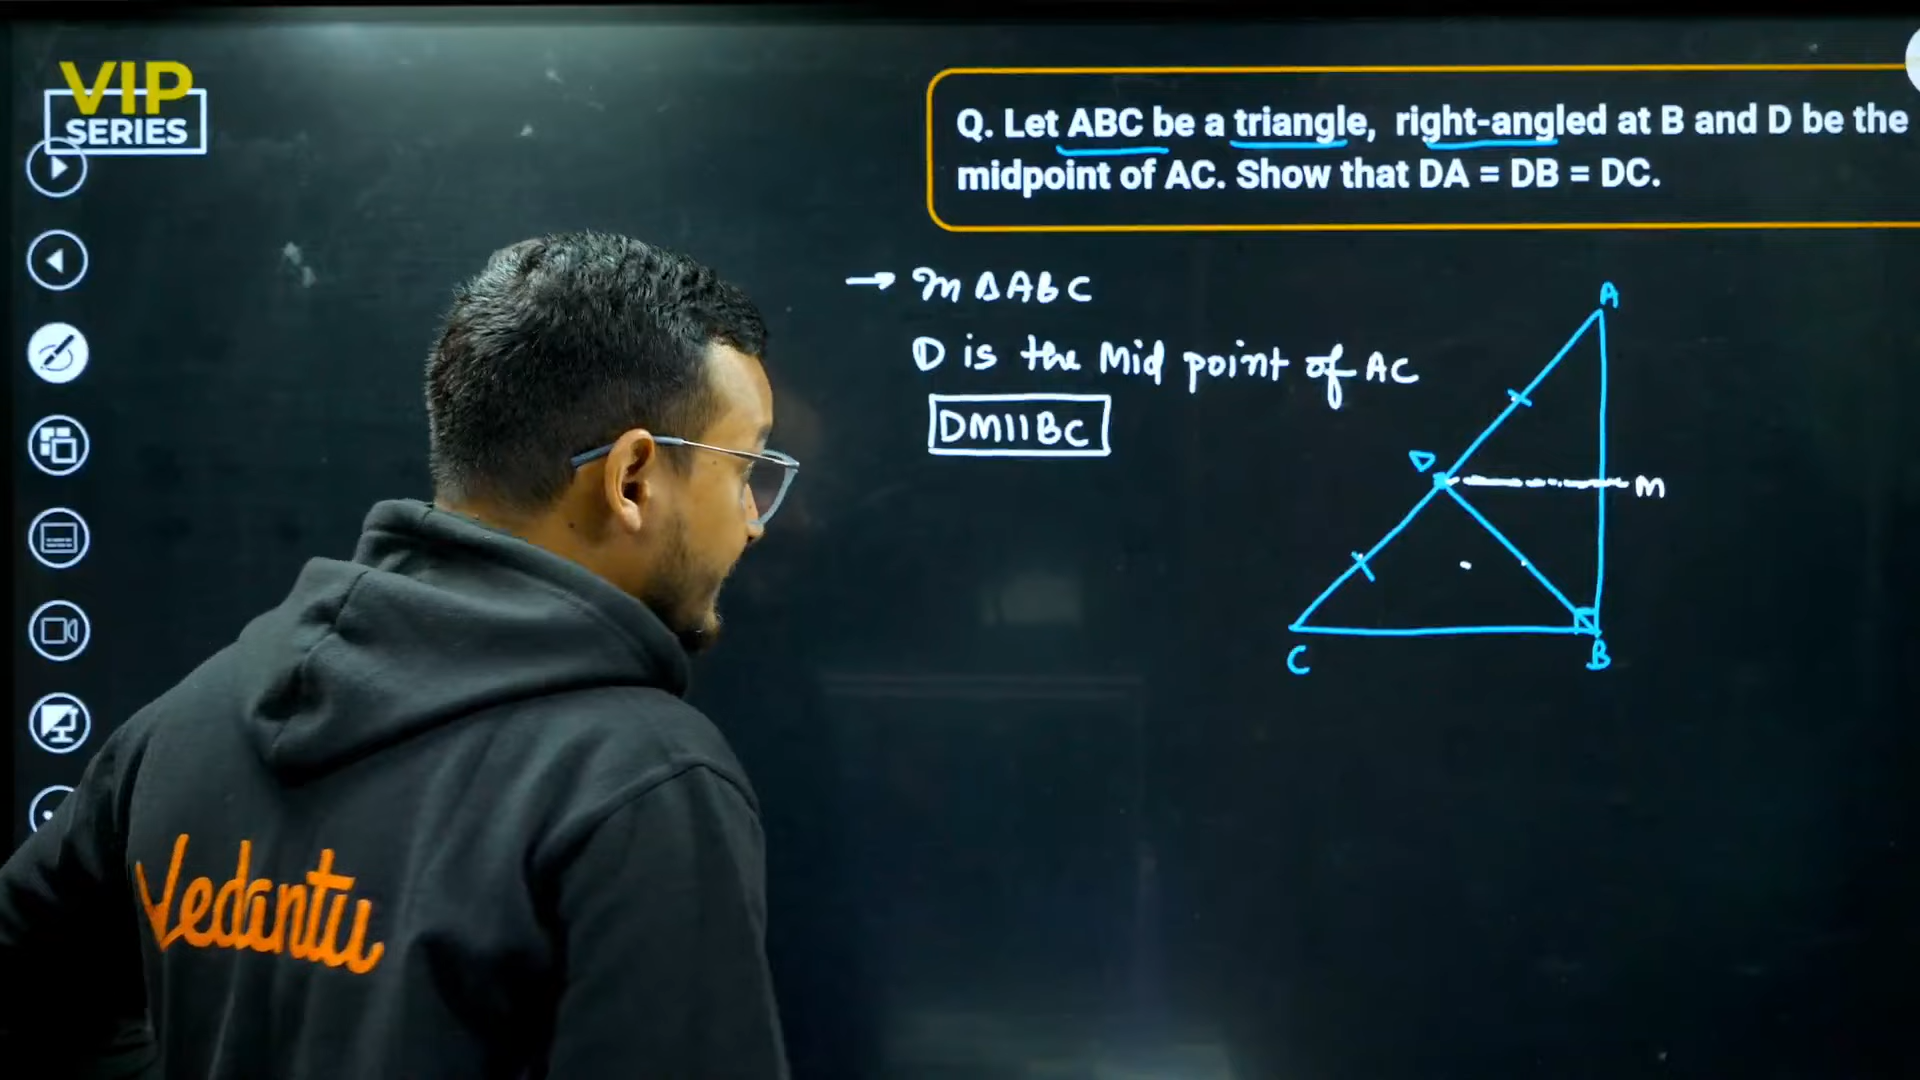 VIP
SERIES
Q. Let ABC be a triangle, right-angled at B and D be the
midpoint of AC. Show that DA = DB = DC.
→ In ΔABC
D is the Mid point of AC
DM||BC
A
D
M
C
B
Vedantu